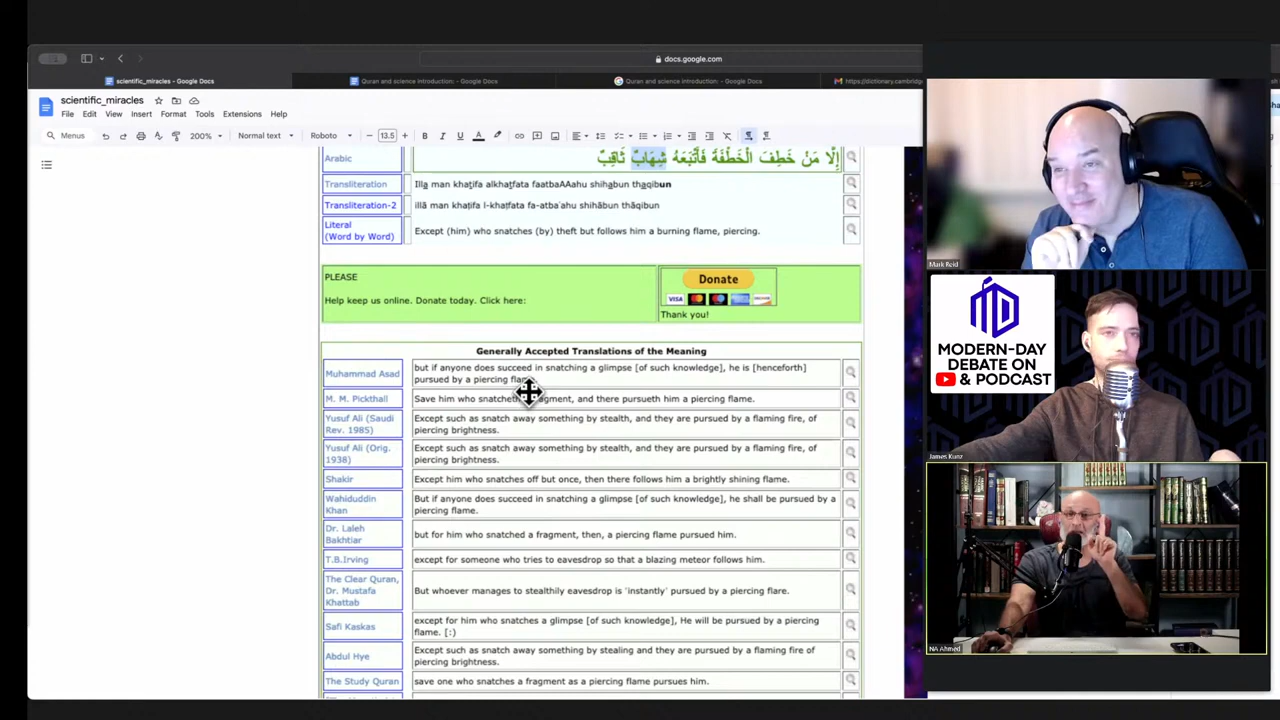 docs.google.com
scientific_miracles - Google Docs
Quran and science introduction: - Google Docs
Quran and science introduction: - Google Docs
https://dictionary.cambridg
scientific_miracles
File Edit View Insert Format Tools Extensions Help
Menus 200% Normal text Roboto 13.5 B I U A
Arabic إِلَّا مَنْ خَطِفَ الْخَطْفَةَ فَأَتْبَعَهُ شِهَابٌ ثَاقِبٌ
Transliteration Illa man khatifa alkhatfata faatbaAAahu shihabun thaqibun
Transliteration-2 illā man khaṭifa l-khaṭfata fa-atbaʿahu shihābun thāqibun
Literal
(Word by Word) Except (him) who snatches (by) theft but follows him a burning flame, piercing.
PLEASE
Help keep us online. Donate today. Click here:
Donate
VISA
Thank you!
Generally Accepted Translations of the Meaning
Muhammad Asad but if anyone does succeed in snatching a glimpse [of such knowledge], he is [henceforth]
pursued by a piercing
M. M. Pickthall Save him who snatcheth fragment, and there pursueth him a piercing flame.
Yusuf Ali (Saudi
Rev. 1985) Except such as snatch away something by stealth, and they are pursued by a flaming fire, of
piercing brightness.
Yusuf Ali (Orig.
1938) Except such as snatch away something by stealth, and they are pursued by a flaming fire, of
piercing brightness.
Shakir Except him who snatches off but once, then there follows him a brightly shining flame.
Wahiduddin
Khan But if anyone does succeed in snatching a glimpse [of such knowledge], he shall be pursued by a
piercing flame.
Dr. Laleh
Bakhtiar but for him who snatched a fragment, then, a piercing flame pursued him.
T.B.Irving except for someone who tries to eavesdrop so that a blazing meteor follows him.
The Clear Quran,
Dr. Mustafa
Khattab But whoever manages to stealthily eavesdrop is 'instantly' pursued by a piercing flare.
Safi Kaskas except for him who snatches a glimpse [of such knowledge], He will be pursued by a piercing
flame. [:)
Abdul Hye Except such as snatch away something by stealing and they are pursued by a flaming fire of
piercing brightness.
The Study Quran save one who snatches a fragment as a piercing flame pursues him.
Mark Reid
MODERN-DAY
DEBATE ON
& PODCAST
James Kunz
NA Ahmed